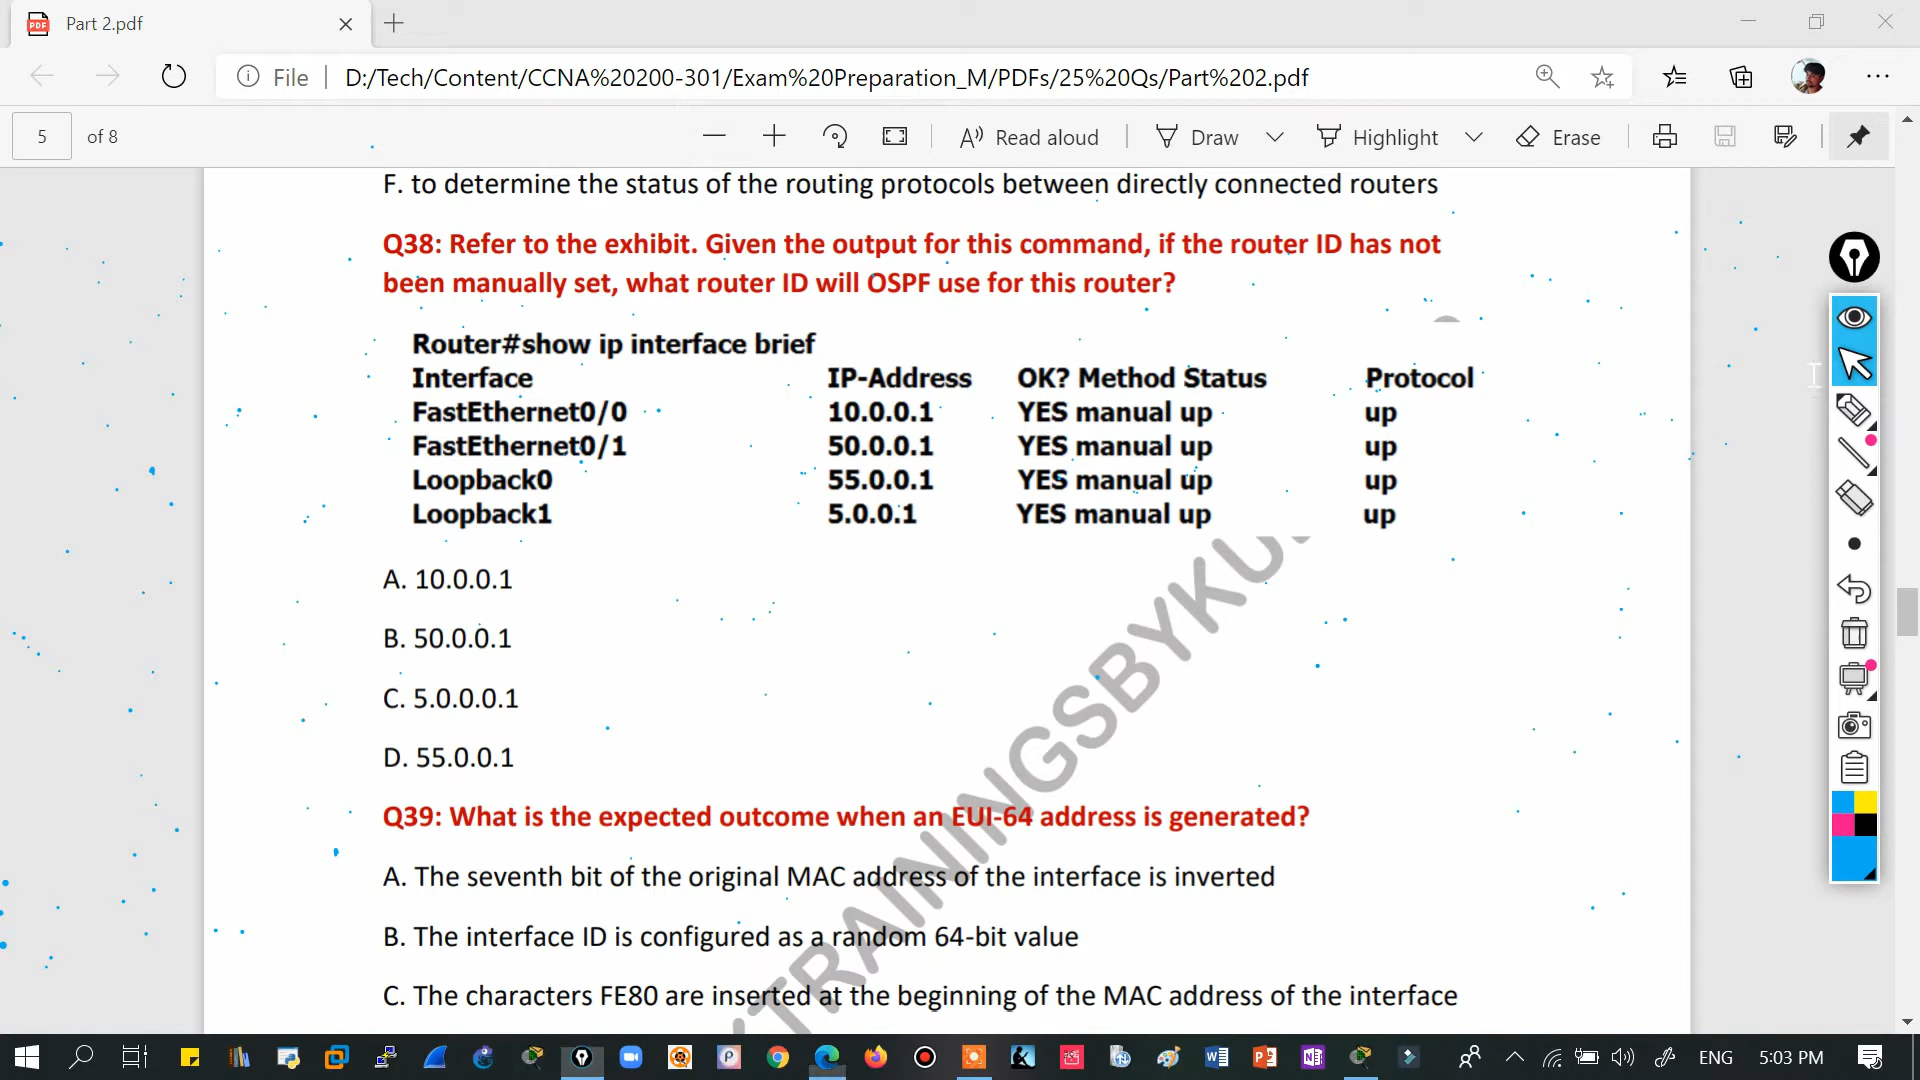 Part 2.pdf
File
D:/Tech/Content/CCNA%20200-301/Exam%20Preparation_M/PDFs/25%20Qs/Part%202.pdf
5 of 8
Read aloud
Draw
Highlight
Erase
F. to determine the status of the routing protocols between directly connected routers
Q38: Refer to the exhibit. Given the output for this command, if the router ID has not
been manually set, what router ID will OSPF use for this router?
Router#show ip interface brief
Interface IP-Address OK? Method Status Protocol
FastEthernet0/0 10.0.0.1 YES manual up up
FastEthernet0/1 50.0.0.1 YES manual up up
Loopback0 55.0.0.1 YES manual up up
Loopback1 5.0.0.1 YES manual up up
A. 10.0.0.1
B. 50.0.0.1
C. 5.0.0.0.1
D. 55.0.0.1
Q39: What is the expected outcome when an EUI-64 address is generated?
A. The seventh bit of the original MAC address of the interface is inverted
B. The interface ID is configured as a random 64-bit value
C. The characters FE80 are inserted at the beginning of the MAC address of the interface
ENG
5:03 PM